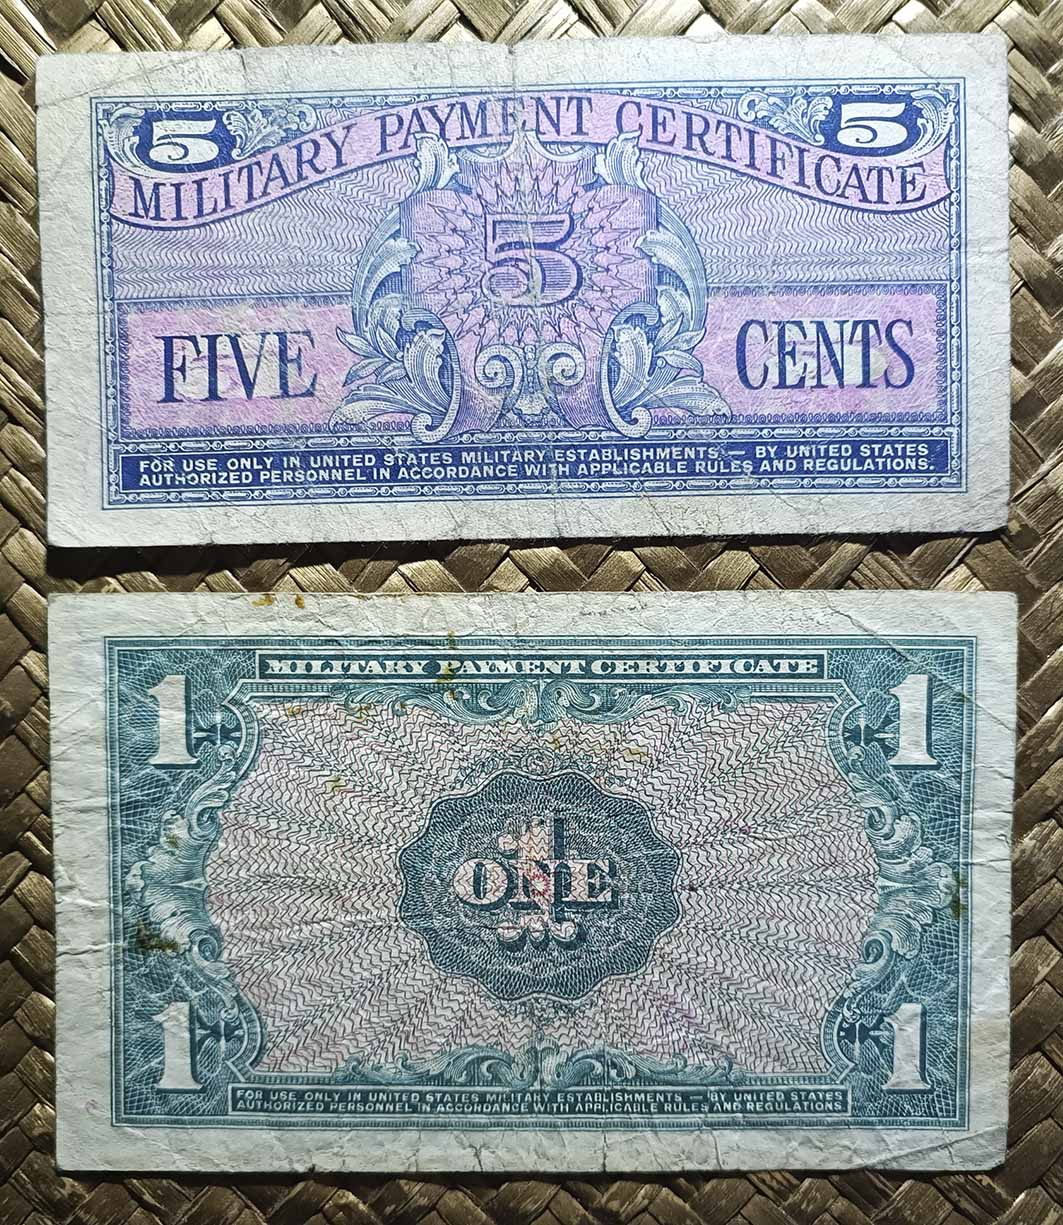 5 5
MILITARY PAYMENT CERTIFICATE
5
FIVE CENTS
FOR USE ONLY IN UNITED STATES MILITARY ESTABLISHMENTS — BY UNITED STATES
AUTHORIZED PERSONNEL IN ACCORDANCE WITH APPLICABLE RULES AND REGULATIONS.
MILITARY PAYMENT CERTIFICATE
1 1
1
ONE
1 1
FOR USE ONLY IN UNITED STATES MILITARY ESTABLISHMENTS — BY UNITED STATES
AUTHORIZED PERSONNEL IN ACCORDANCE WITH APPLICABLE RULES AND REGULATIONS.